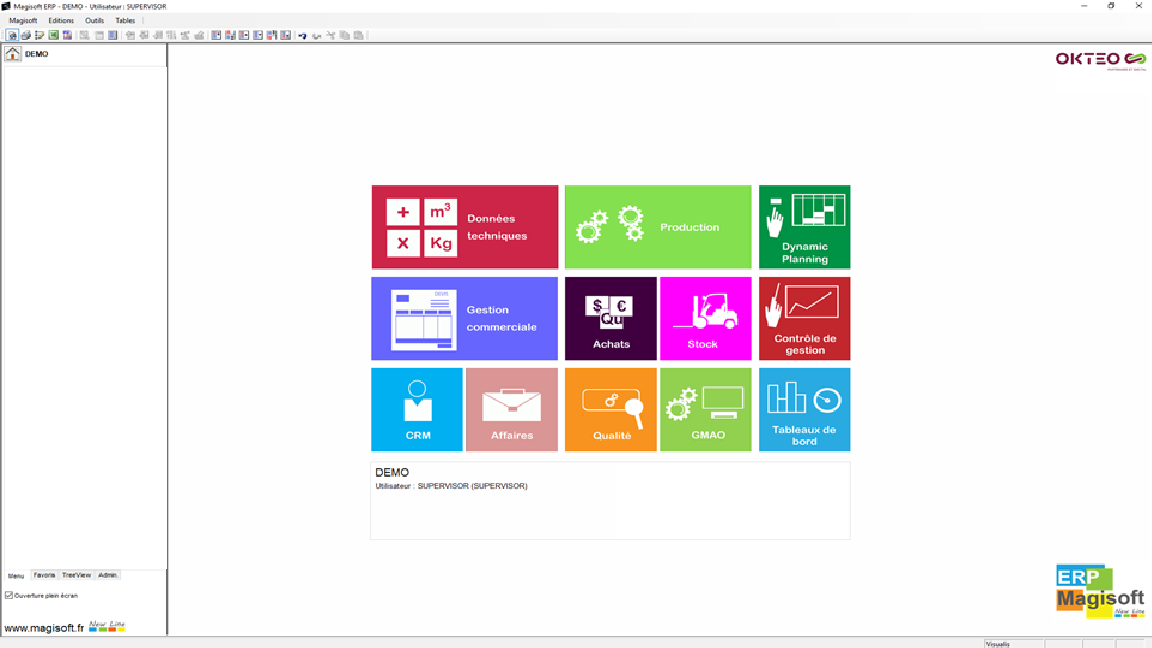 Magisoft ERP - DEMO - Utilisateur : SUPERVISOR
Magisoft Editions Outils Tables
DEMO
OKTEO
+ m³
x Kg
Données
techniques
Production
Dynamic
Planning
DEVIS
Gestion
commerciale
$ €
Qu
Achats
Stock
Contrôle de
gestion
CRM
Affaires
Qualité
GMAO
Tableaux de
bord
DEMO
Utilisateur : SUPERVISOR (SUPERVISOR)
Menu Favoris TreeView Admin.
Ouverture plein écran
www.magisoft.fr New Line
ERP
Magisoft
New Line
Visualis